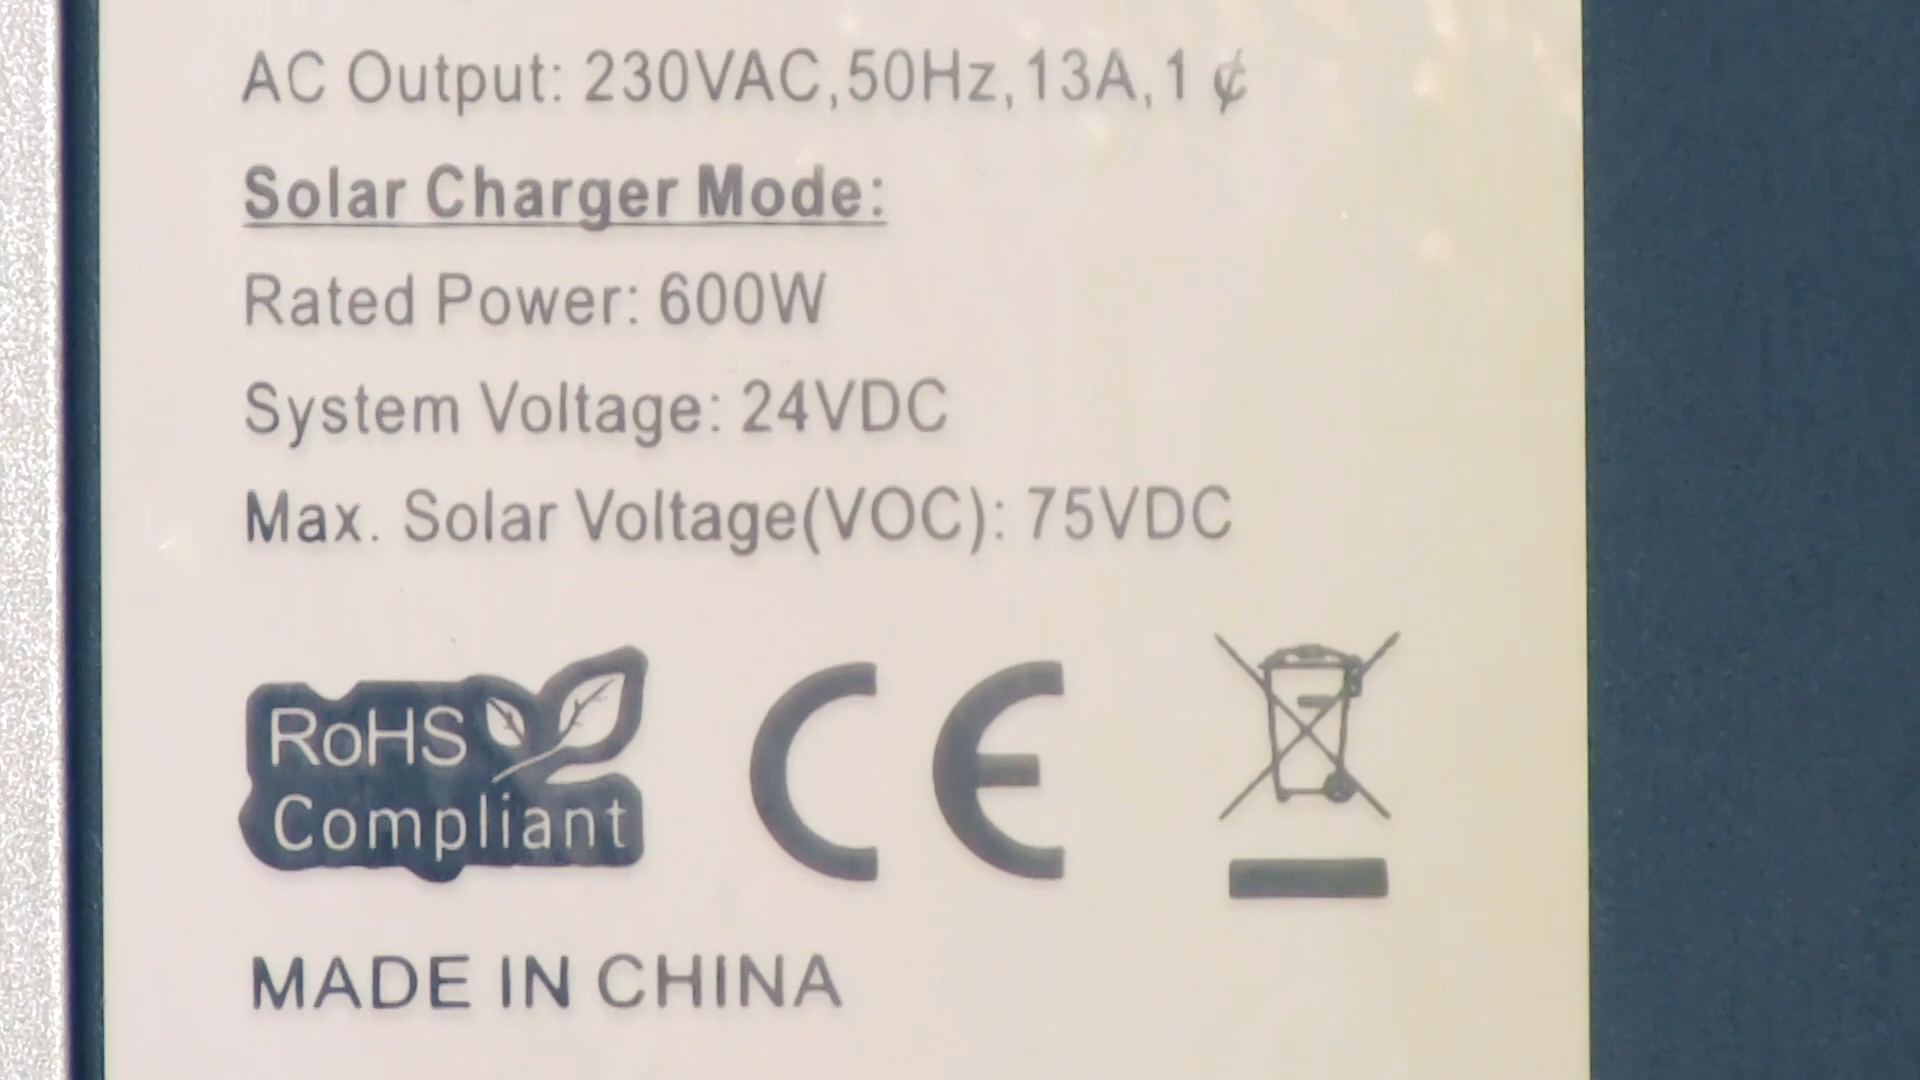 AC Output: 230VAC,50Hz,13A,1 ¢
Solar Charger Mode:
Rated Power: 600W
System Voltage: 24VDC
Max. Solar Voltage(VOC): 75VDC
RoHS
Compliant
CE
MADE IN CHINA